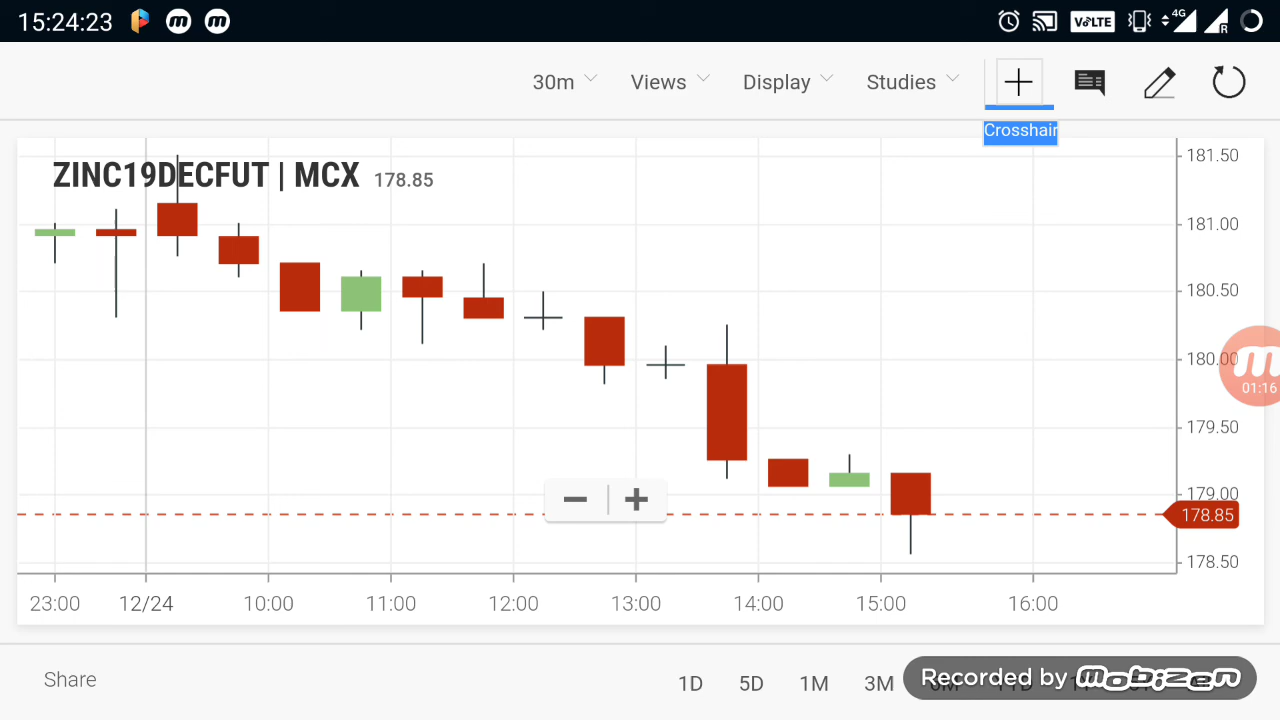 15:24:23 VoLTE 4G R
30m Views Display Studies
Crosshair
ZINC19DECFUT | MCX 178.85
181.50
181.00
180.50
180.00
01:16
179.50
179.00
178.85
178.50
23:00 12/24 10:00 11:00 12:00 13:00 14:00 15:00 16:00
Share 1D 5D 1M 3M Recorded by mobizen